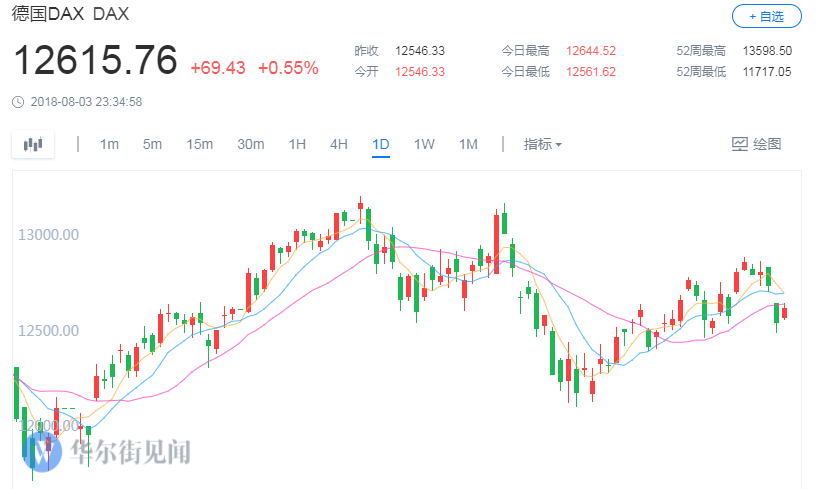 德国DAX DAX
+ 自选
12615.76 +69.43 +0.55%
昨收 12546.33 今日最高 12644.52 52周最高 13598.50
今开 12546.33 今日最低 12561.62 52周最低 11717.05
2018-08-03 23:34:58
1m 5m 15m 30m 1H 4H 1D 1W 1M 指标 绘图
13000.00
12500.00
12000.00
华尔街见闻